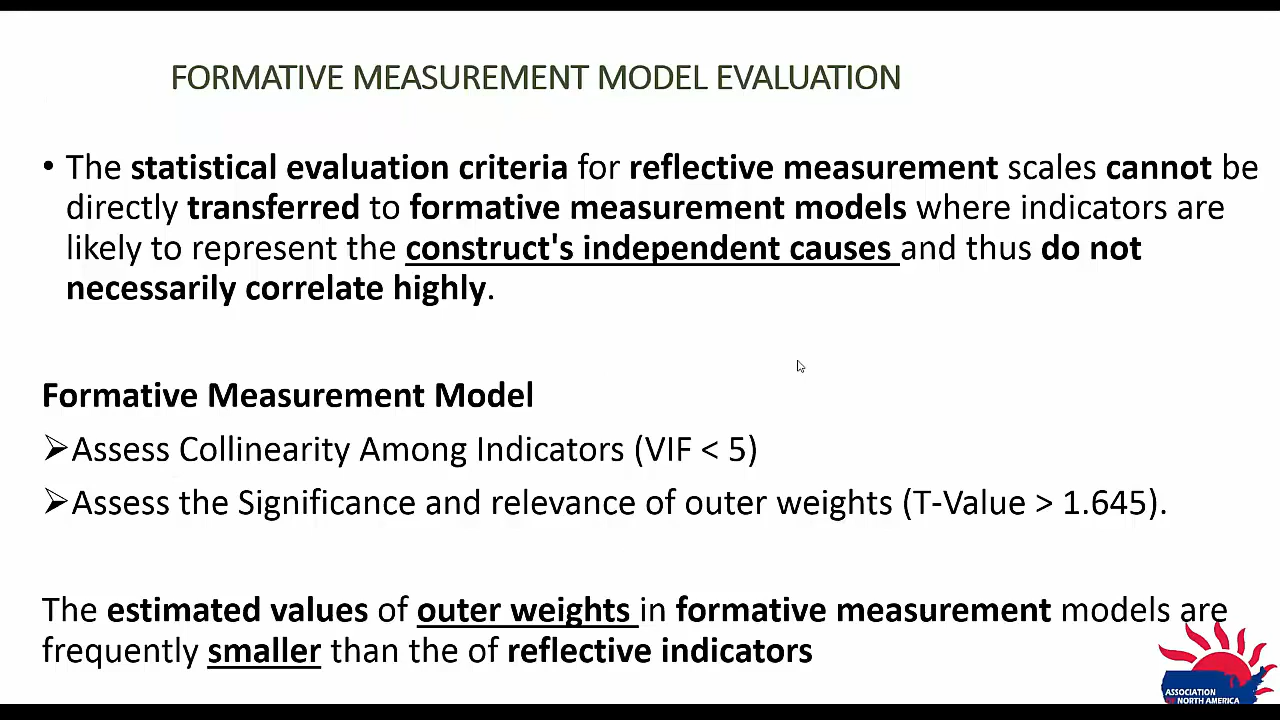 FORMATIVE MEASUREMENT MODEL EVALUATION
• The statistical evaluation criteria for reflective measurement scales cannot be
directly transferred to formative measurement models where indicators are
likely to represent the construct's independent causes and thus do not
necessarily correlate highly.
Formative Measurement Model
➢Assess Collinearity Among Indicators (VIF < 5)
➢Assess the Significance and relevance of outer weights (T-Value > 1.645).
The estimated values of outer weights in formative measurement models are
frequently smaller than the of reflective indicators
ASSOCIATION
NORTH AMERICA